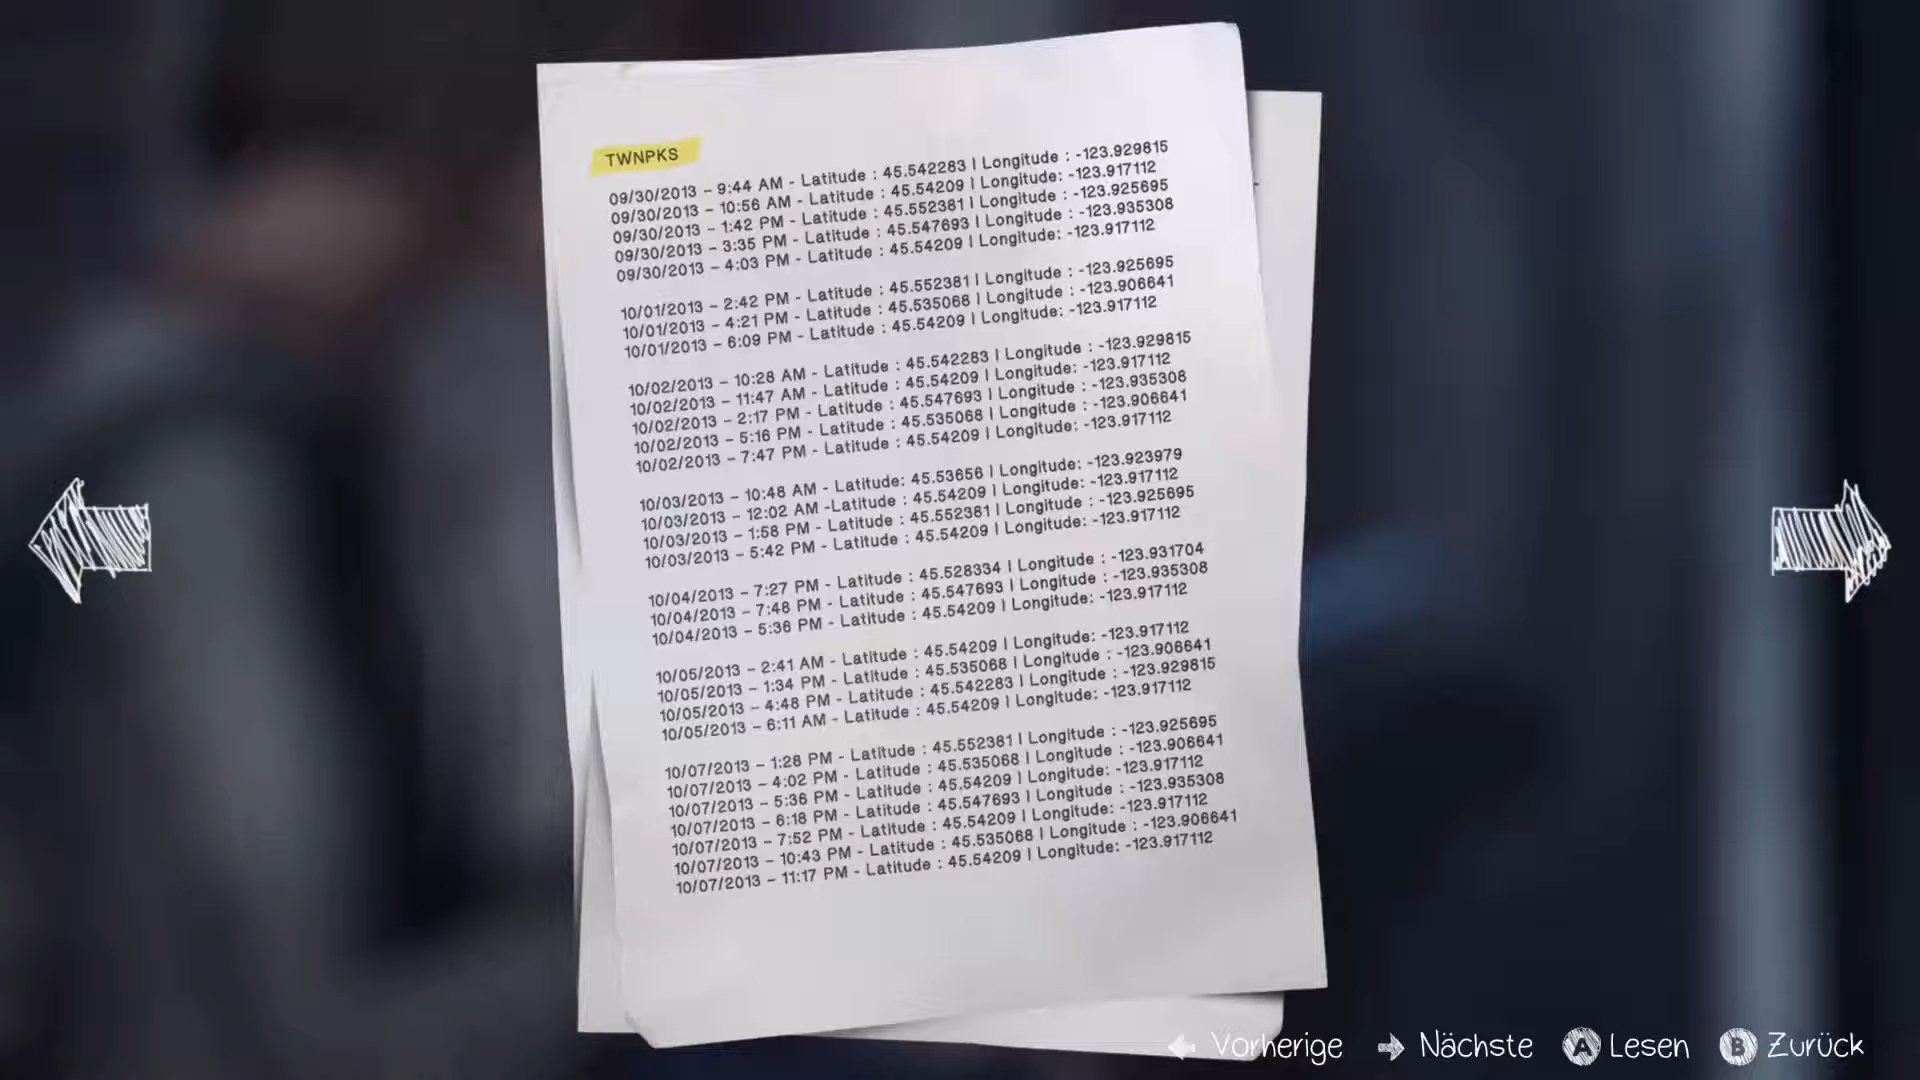 TWNPKS
09/30/2013 – 9:44 AM - Latitude : 45.542283 | Longitude : -123.929815
09/30/2013 – 10:56 AM - Latitude : 45.54209 | Longitude: -123.917112
09/30/2013 – 1:42 PM - Latitude : 45.552381 | Longitude : -123.925695
09/30/2013 – 3:35 PM - Latitude : 45.547693 | Longitude : -123.935308
09/30/2013 – 4:03 PM - Latitude : 45.54209 | Longitude: -123.917112
10/01/2013 – 2:42 PM - Latitude : 45.552381 | Longitude : -123.925695
10/01/2013 – 4:21 PM - Latitude : 45.535068 | Longitude : -123.906641
10/01/2013 – 6:09 PM - Latitude : 45.54209 | Longitude: -123.917112
10/02/2013 – 10:28 AM - Latitude : 45.542283 | Longitude : -123.929815
10/02/2013 – 11:47 AM - Latitude : 45.54209 | Longitude: -123.917112
10/02/2013 – 2:17 PM - Latitude : 45.547693 | Longitude : -123.935308
10/02/2013 – 5:16 PM - Latitude : 45.535068 | Longitude : -123.906641
10/02/2013 – 7:47 PM - Latitude : 45.54209 | Longitude: -123.917112
10/03/2013 – 10:48 AM - Latitude: 45.53656 | Longitude: -123.923979
10/03/2013 – 12:02 AM -Latitude : 45.54209 | Longitude: -123.917112
10/03/2013 – 1:58 PM - Latitude : 45.552381 | Longitude : -123.925695
10/03/2013 – 5:42 PM - Latitude : 45.54209 | Longitude: -123.917112
10/04/2013 – 7:27 PM - Latitude : 45.528334 | Longitude : -123.931704
10/04/2013 – 7:48 PM - Latitude : 45.547693 | Longitude : -123.935308
10/04/2013 – 5:36 PM - Latitude : 45.54209 | Longitude: -123.917112
10/05/2013 – 2:41 AM - Latitude : 45.54209 | Longitude: -123.917112
10/05/2013 – 1:34 PM - Latitude : 45.535068 | Longitude : -123.906641
10/05/2013 – 4:48 PM - Latitude : 45.542283 | Longitude : -123.929815
10/05/2013 – 6:11 AM - Latitude : 45.54209 | Longitude: -123.917112
10/07/2013 – 1:28 PM - Latitude : 45.552381 | Longitude : -123.925695
10/07/2013 – 4:02 PM - Latitude : 45.535068 | Longitude : -123.906641
10/07/2013 – 5:36 PM - Latitude : 45.54209 | Longitude: -123.917112
10/07/2013 – 6:18 PM - Latitude : 45.547693 | Longitude : -123.935308
10/07/2013 – 7:52 PM - Latitude : 45.54209 | Longitude: -123.917112
10/07/2013 – 10:43 PM - Latitude : 45.535068 | Longitude : -123.906641
10/07/2013 – 11:17 PM - Latitude : 45.54209 | Longitude: -123.917112
Vorherige Nächste A Lesen B Zurück